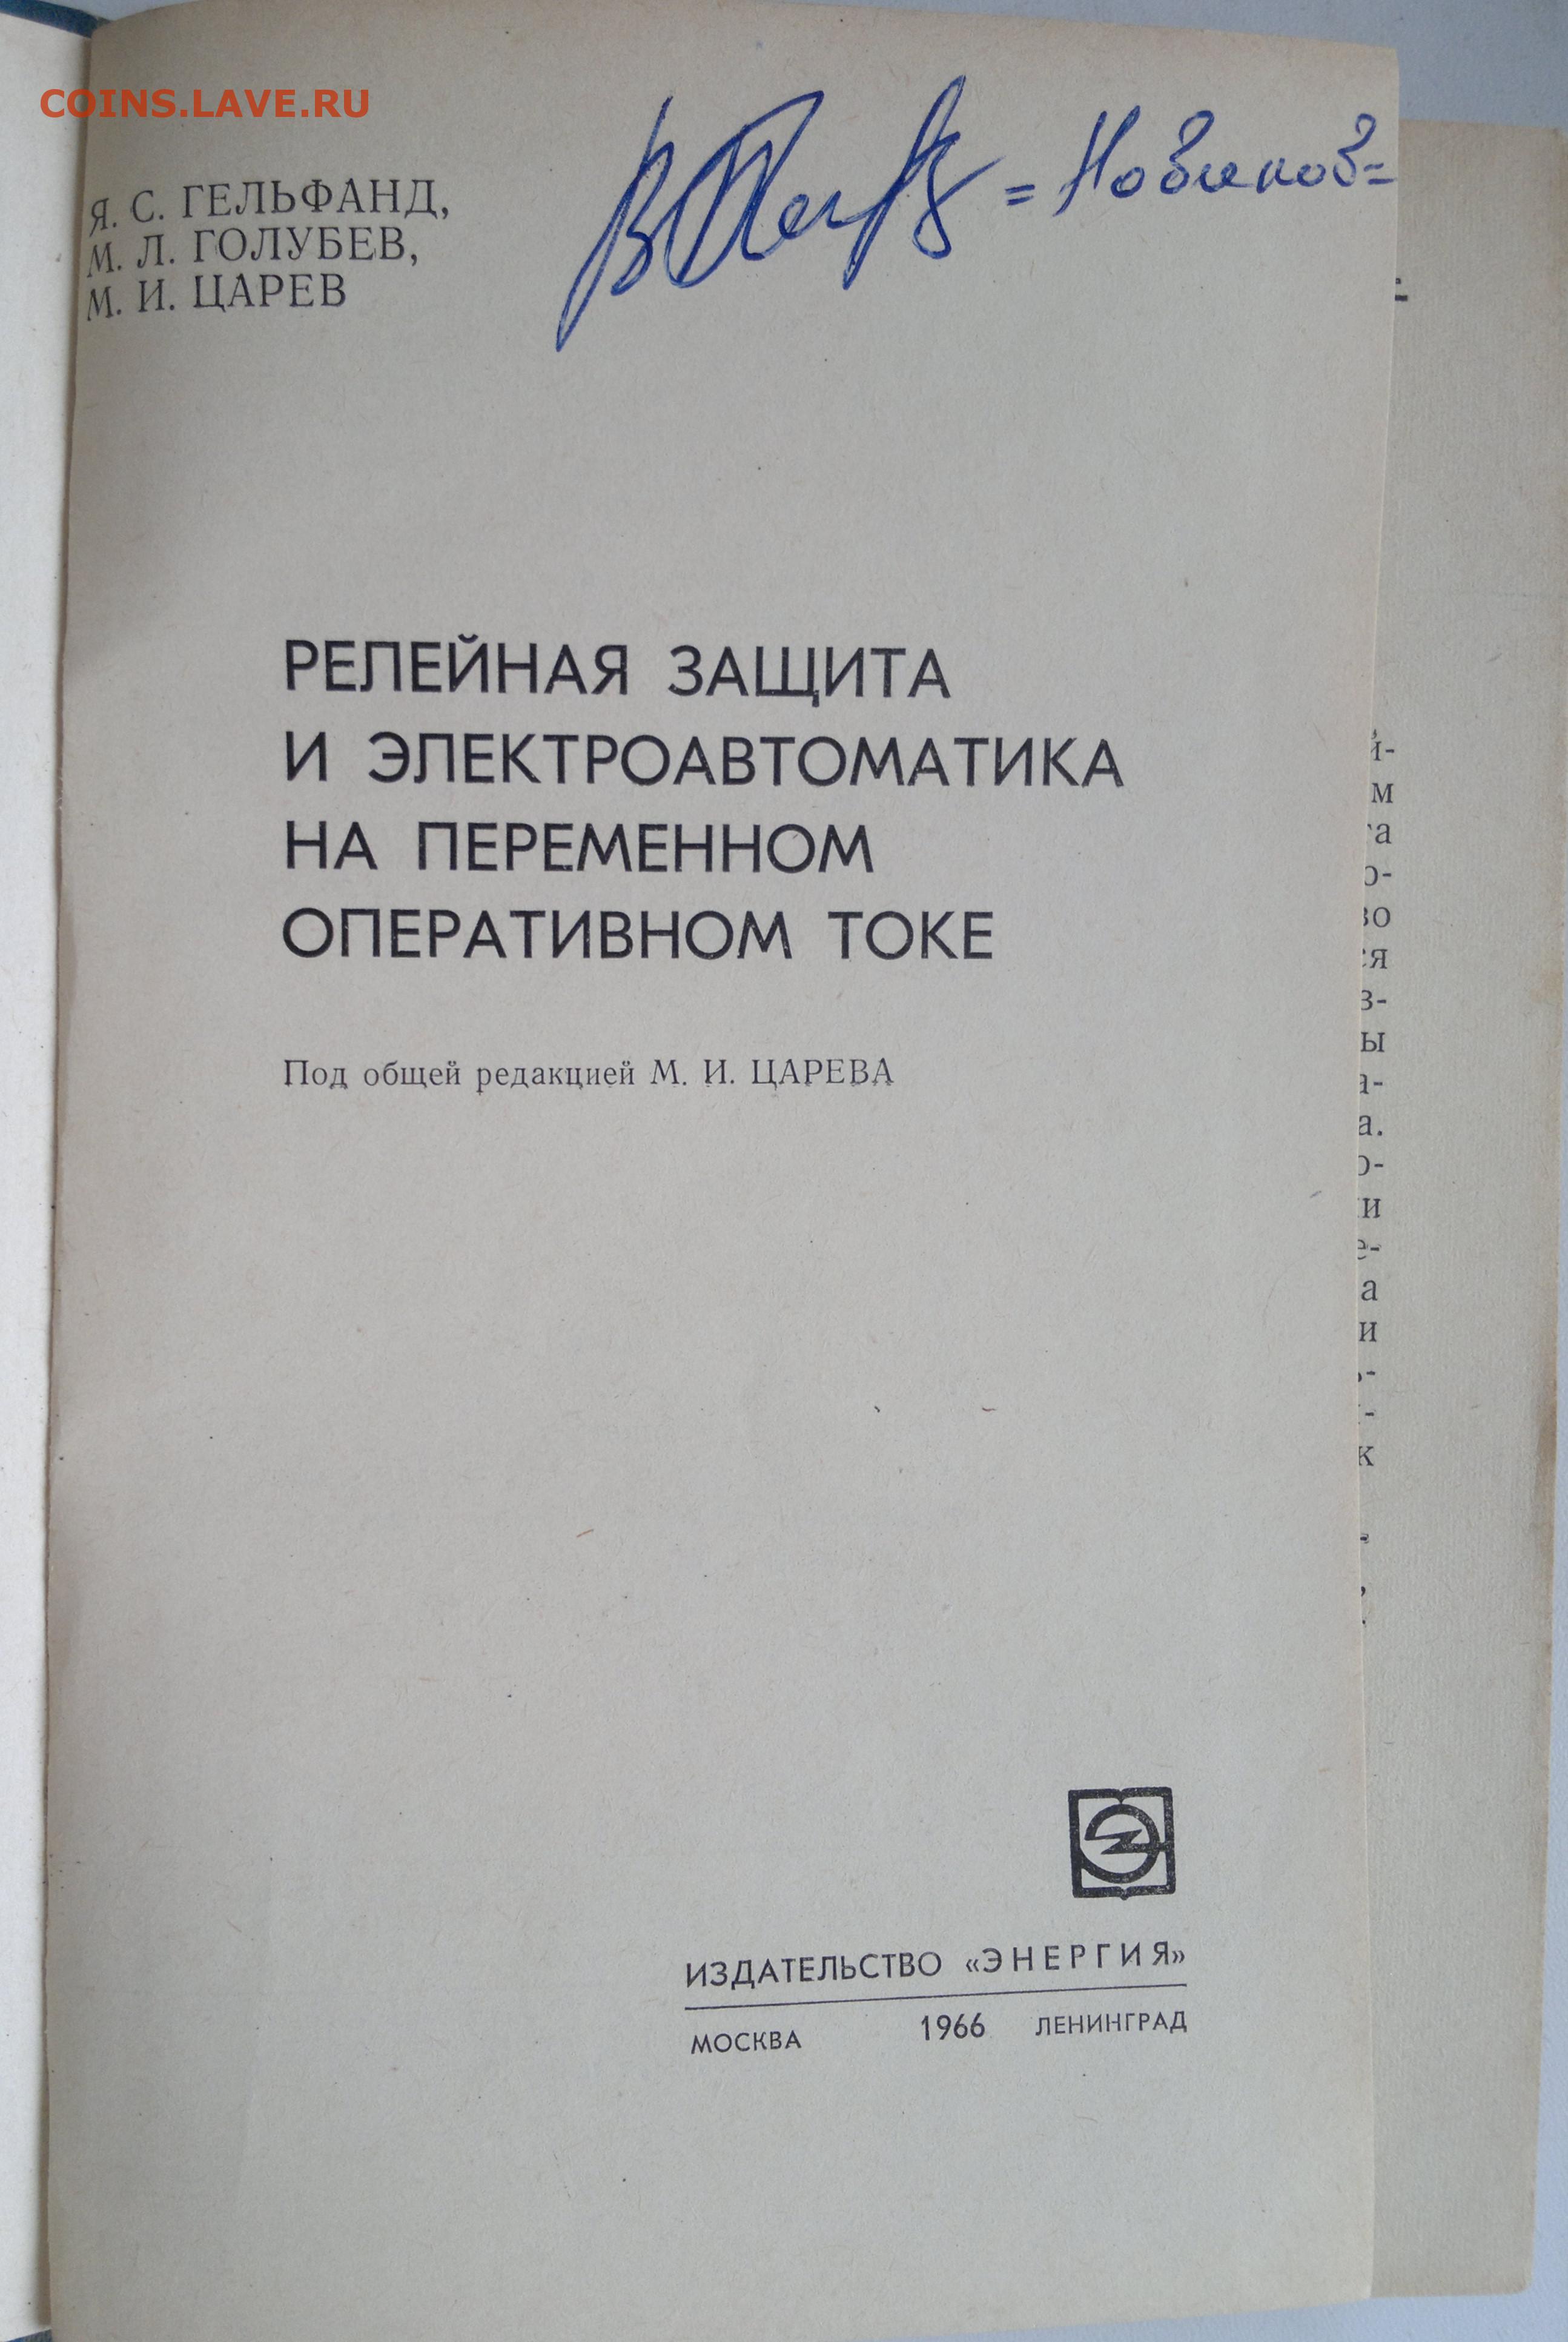 COINS.LAVE.RU
= Новиков =
Я. С. ГЕЛЬФАНД,
М. Л. ГОЛУБЕВ,
М. И. ЦАРЕВ
РЕЛЕЙНАЯ ЗАЩИТА
И ЭЛЕКТРОАВТОМАТИКА
НА ПЕРЕМЕННОМ
ОПЕРАТИВНОМ ТОКЕ
Под общей редакцией М. И. ЦАРЕВА
ИЗДАТЕЛЬСТВО «ЭНЕРГИЯ»
МОСКВА 1966 ЛЕНИНГРАД